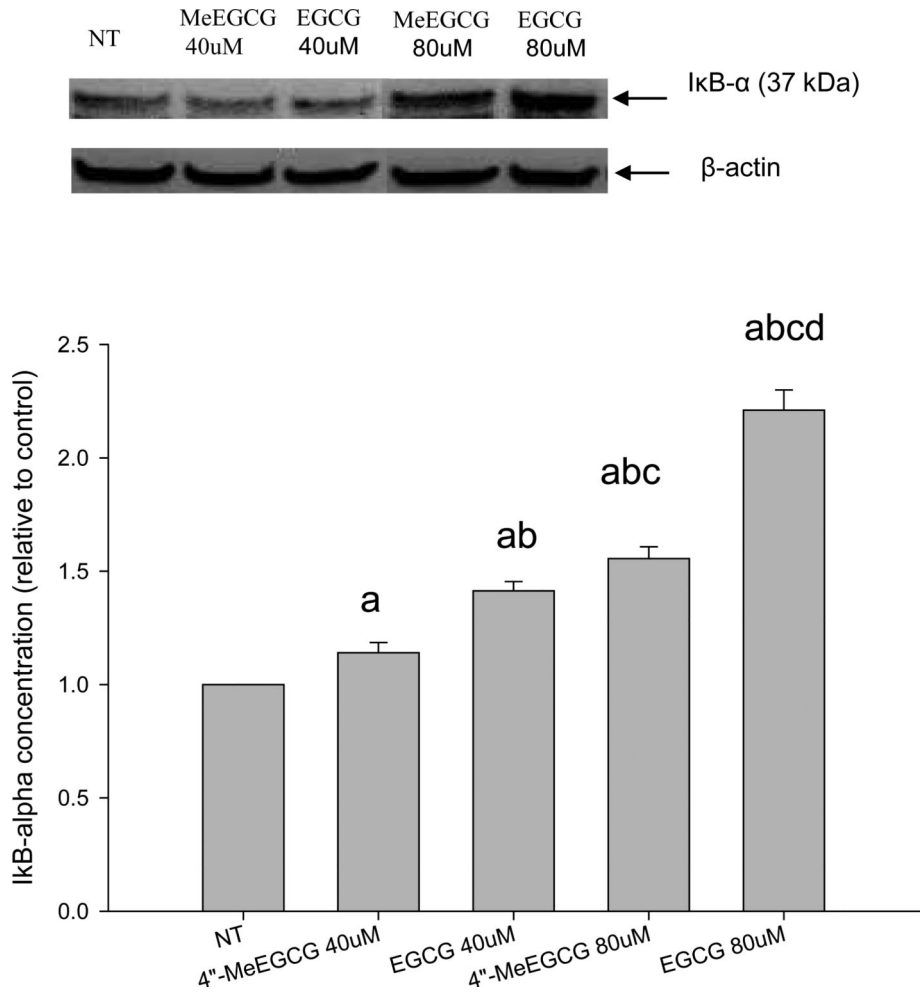 NT
MeEGCG
40uM
EGCG
40uM
MeEGCG
80uM
EGCG
80uM
IκB-α (37 kDa)
β-actin
abcd
abc
ab
a
IkB-alpha concentration (relative to control)
2.5
2.0
1.5
1.0
0.5
0.0
NT
4"-MeEGCG 40uM
EGCG 40uM
4"-MeEGCG 80uM
EGCG 80uM